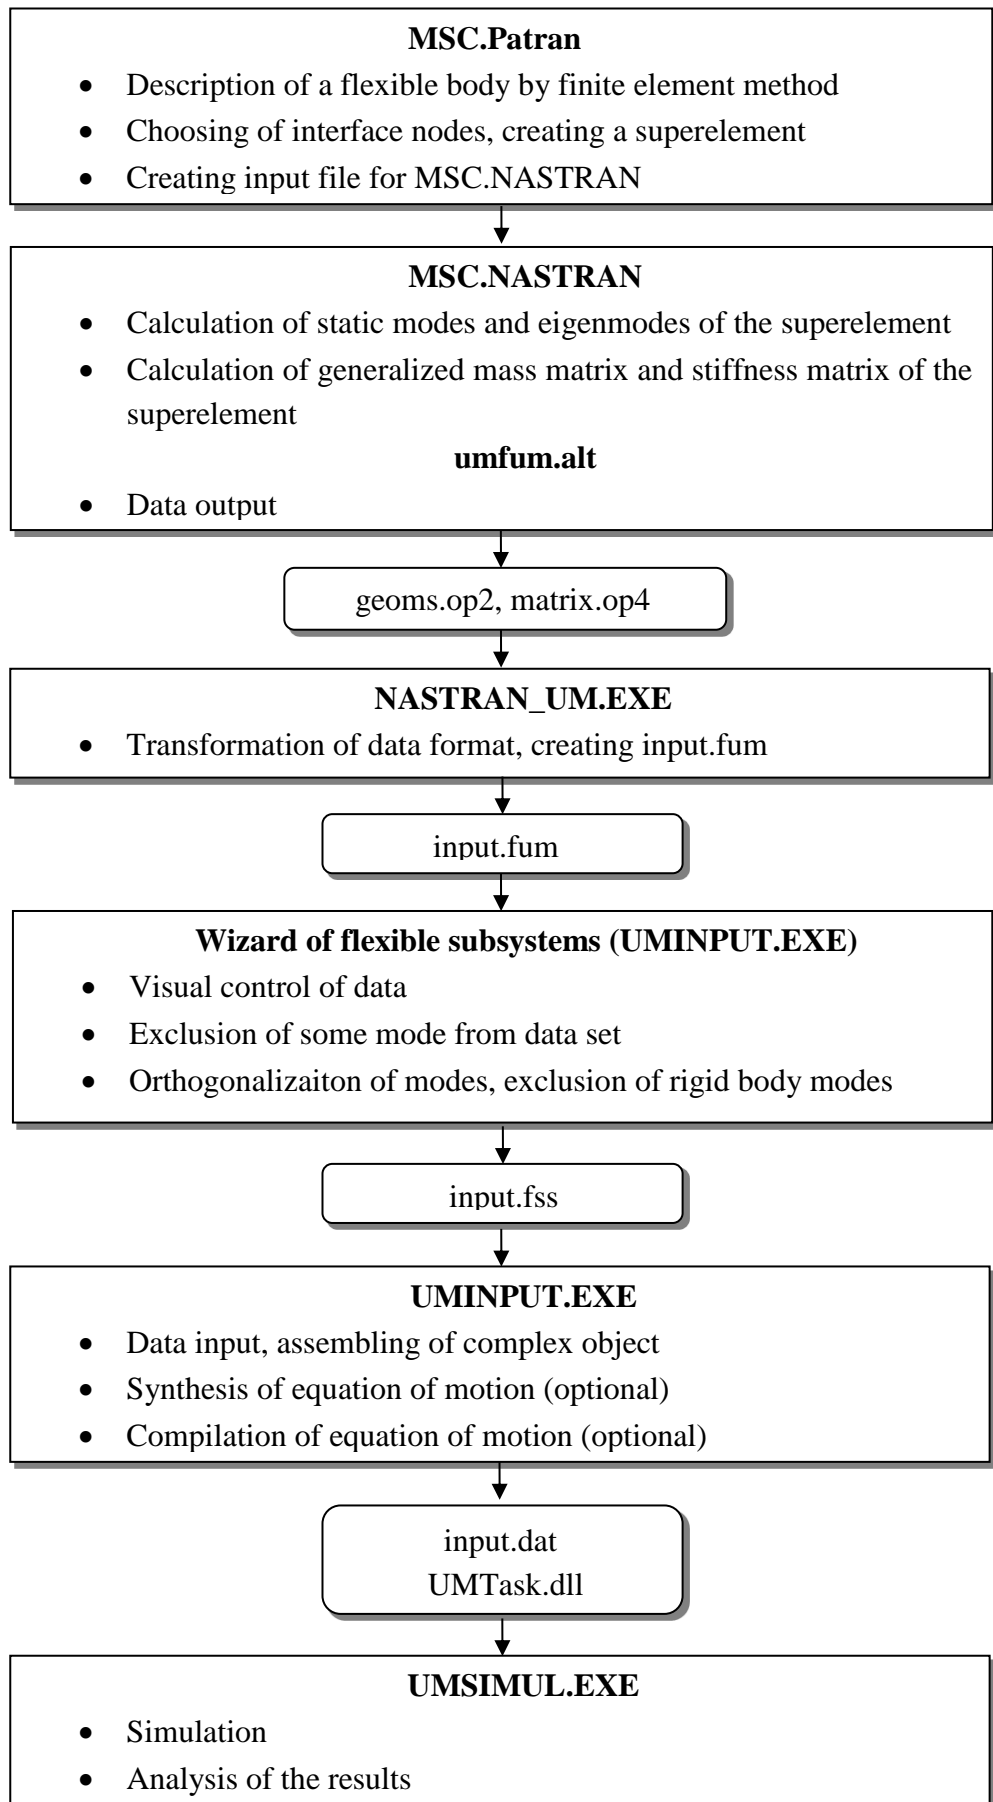 MSC.Patran
• Description of a flexible body by finite element method
• Choosing of interface nodes, creating a superelement
• Creating input file for MSC.NASTRAN
MSC.NASTRAN
• Calculation of static modes and eigenmodes of the superelement
• Calculation of generalized mass matrix and stiffness matrix of the
superelement
umfum.alt
• Data output
geoms.op2, matrix.op4
NASTRAN_UM.EXE
• Transformation of data format, creating input.fum
input.fum
Wizard of flexible subsystems (UMINPUT.EXE)
• Visual control of data
• Exclusion of some mode from data set
• Orthogonalizaiton of modes, exclusion of rigid body modes
input.fss
UMINPUT.EXE
• Data input, assembling of complex object
• Synthesis of equation of motion (optional)
• Compilation of equation of motion (optional)
input.dat
UMTask.dll
UMSIMUL.EXE
• Simulation
• Analysis of the results